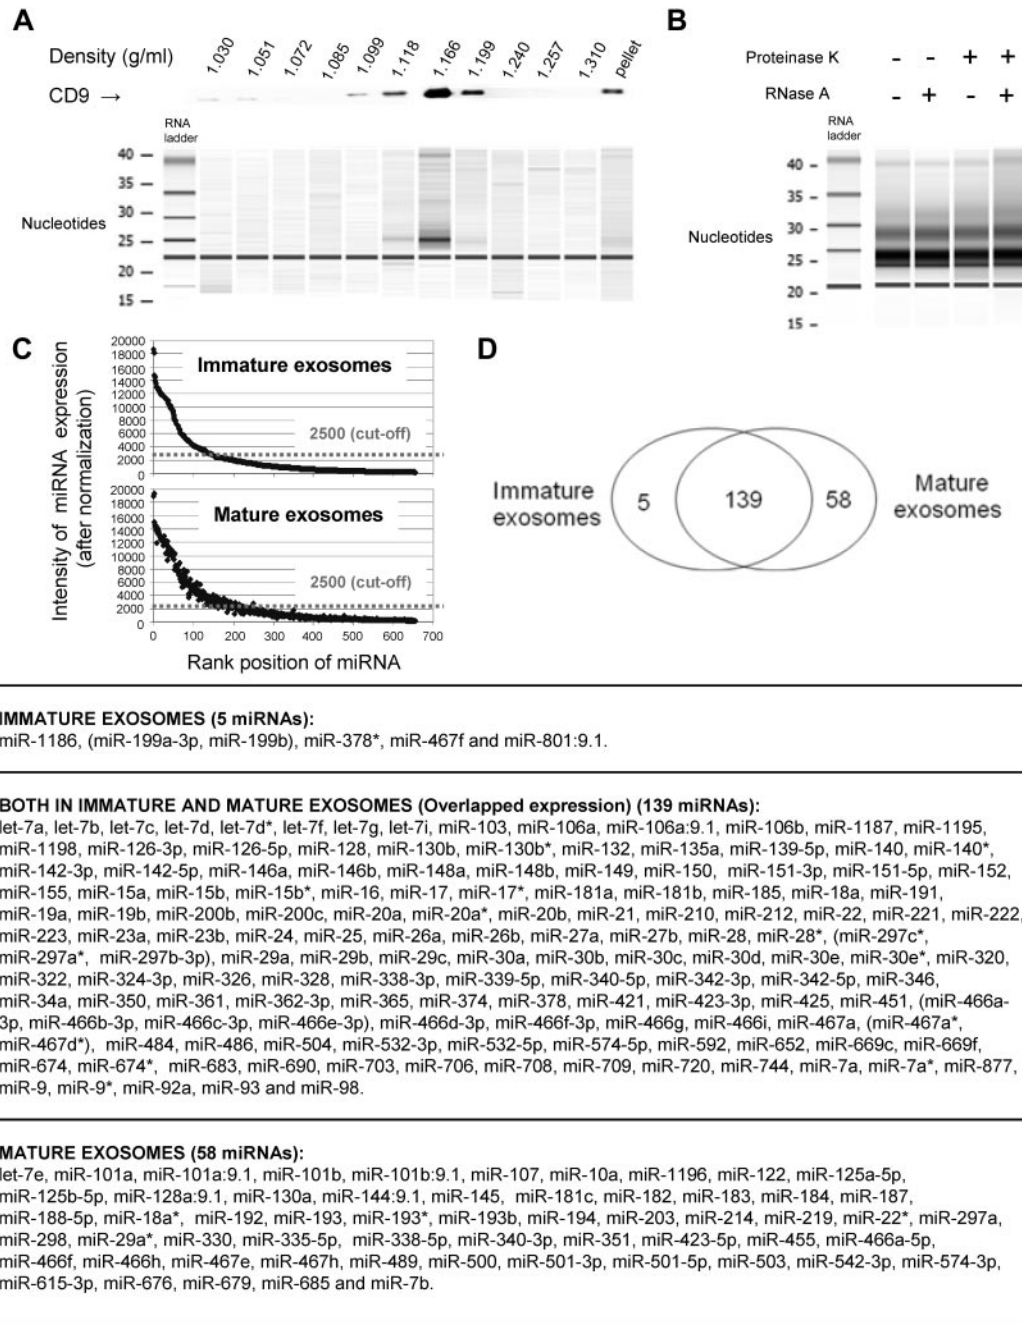 A
Density (g/ml)
1.030
1.051
1.072
1.085
1.099
1.118
1.166
1.199
1.240
1.257
1.310
pellet
CD9 →
RNA
ladder
40
35
30
Nucleotides
25
20
15
B
Proteinase K - - + +
RNase A - + - +
RNA
ladder
40
35
30
Nucleotides
25
20
15
C
Intensity of miRNA expression
(after normalization)
20000
18000
16000
14000
12000
10000
8000
6000
4000
2000
0
Immature exosomes
2500 (cut-off)
20000
18000
16000
14000
12000
10000
8000
6000
4000
2000
0
Mature exosomes
2500 (cut-off)
0 100 200 300 400 500 600 700
Rank position of miRNA
D
Immature
exosomes
5
139
58
Mature
exosomes
IMMATURE EXOSOMES (5 miRNAs):
miR-1186, (miR-199a-3p, miR-199b), miR-378*, miR-467f and miR-801:9.1.
BOTH IN IMMATURE AND MATURE EXOSOMES (Overlapped expression) (139 miRNAs):
let-7a, let-7b, let-7c, let-7d, let-7d*, let-7f, let-7g, let-7i, miR-103, miR-106a, miR-106a:9.1, miR-106b, miR-1187, miR-1195,
miR-1198, miR-126-3p, miR-126-5p, miR-128, miR-130b, miR-130b*, miR-132, miR-135a, miR-139-5p, miR-140, miR-140*,
miR-142-3p, miR-142-5p, miR-146a, miR-146b, miR-148a, miR-148b, miR-149, miR-150, miR-151-3p, miR-151-5p, miR-152,
miR-155, miR-15a, miR-15b, miR-15b*, miR-16, miR-17, miR-17*, miR-181a, miR-181b, miR-185, miR-18a, miR-191,
miR-19a, miR-19b, miR-200b, miR-200c, miR-20a, miR-20a*, miR-20b, miR-21, miR-210, miR-212, miR-22, miR-221, miR-222,
miR-223, miR-23a, miR-23b, miR-24, miR-25, miR-26a, miR-26b, miR-27a, miR-27b, miR-28, miR-28*, (miR-297c*,
miR-297a*, miR-297b-3p), miR-29a, miR-29b, miR-29c, miR-30a, miR-30b, miR-30c, miR-30d, miR-30e, miR-30e*, miR-320,
miR-322, miR-324-3p, miR-326, miR-328, miR-338-3p, miR-339-5p, miR-340-5p, miR-342-3p, miR-342-5p, miR-346,
miR-34a, miR-350, miR-361, miR-362-3p, miR-365, miR-374, miR-378, miR-421, miR-423-3p, miR-425, miR-451, (miR-466a-
3p, miR-466b-3p, miR-466c-3p, miR-466e-3p), miR-466d-3p, miR-466f-3p, miR-466g, miR-466i, miR-467a, (miR-467a*,
miR-467d*), miR-484, miR-486, miR-504, miR-532-3p, miR-532-5p, miR-574-5p, miR-592, miR-652, miR-669c, miR-669f,
miR-674, miR-674*, miR-683, miR-690, miR-703, miR-706, miR-708, miR-709, miR-720, miR-744, miR-7a, miR-7a*, miR-877,
miR-9, miR-9*, miR-92a, miR-93 and miR-98.
MATURE EXOSOMES (58 miRNAs):
let-7e, miR-101a, miR-101a:9.1, miR-101b, miR-101b:9.1, miR-107, miR-10a, miR-1196, miR-122, miR-125a-5p,
miR-125b-5p, miR-128a:9.1, miR-130a, miR-144:9.1, miR-145, miR-181c, miR-182, miR-183, miR-184, miR-187,
miR-188-5p, miR-18a*, miR-192, miR-193, miR-193*, miR-193b, miR-194, miR-203, miR-214, miR-219, miR-22*, miR-297a,
miR-298, miR-29a*, miR-330, miR-335-5p, miR-338-5p, miR-340-3p, miR-351, miR-423-5p, miR-455, miR-466a-5p,
miR-466f, miR-466h, miR-467e, miR-467h, miR-489, miR-500, miR-501-3p, miR-501-5p, miR-503, miR-542-3p, miR-574-3p,
miR-615-3p, miR-676, miR-679, miR-685 and miR-7b.